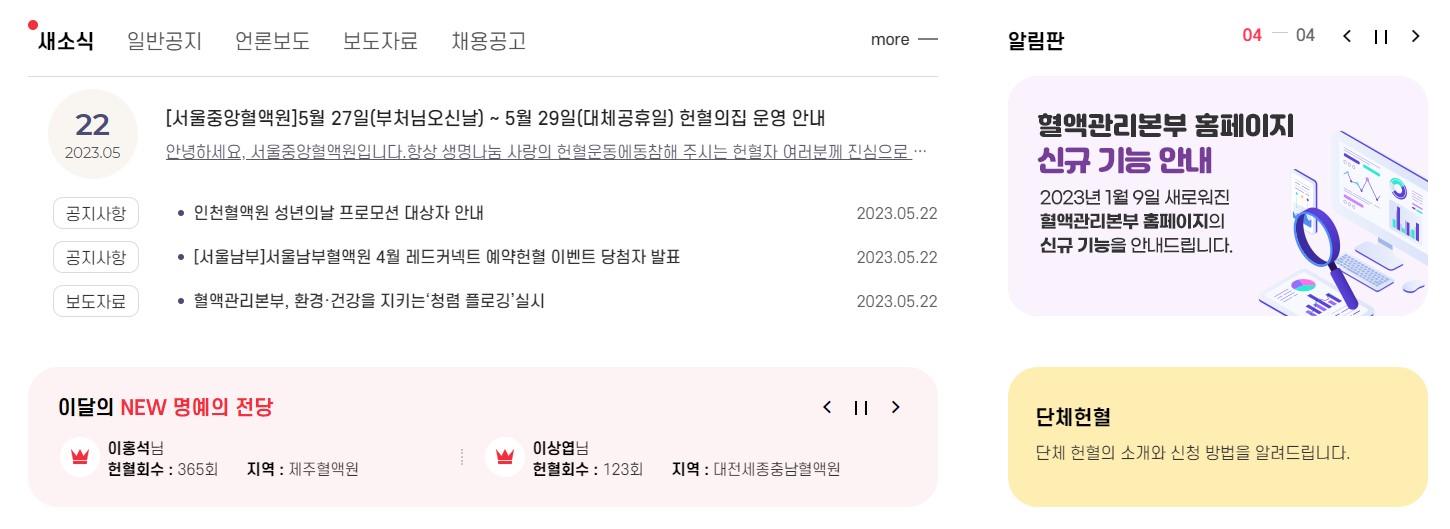 새소식 일반공지 언론보도 보도자료 채용공고 more
22
2023.05
[서울중앙혈액원]5월 27일(부처님오신날) ~ 5월 29일(대체공휴일) 헌혈의집 운영 안내
안녕하세요, 서울중앙혈액원입니다.항상 생명나눔 사랑의 헌혈운동에동참해 주시는 헌혈자 여러분께 진심으로 …
공지사항 • 인천혈액원 성년의날 프로모션 대상자 안내 2023.05.22
공지사항 • [서울남부]서울남부혈액원 4월 레드커넥트 예약헌혈 이벤트 당첨자 발표 2023.05.22
보도자료 • 혈액관리본부, 환경·건강을 지키는‘청렴 플로깅’실시 2023.05.22
알림판 04 — 04
혈액관리본부 홈페이지
신규 기능 안내
2023년 1월 9일 새로워진
혈액관리본부 홈페이지의
신규 기능을 안내드립니다.
이달의 NEW 명예의 전당
이홍석님
헌혈회수 : 365회 지역 : 제주혈액원
이상엽님
헌혈회수 : 123회 지역 : 대전세종충남혈액원
단체헌혈
단체 헌혈의 소개와 신청 방법을 알려드립니다.